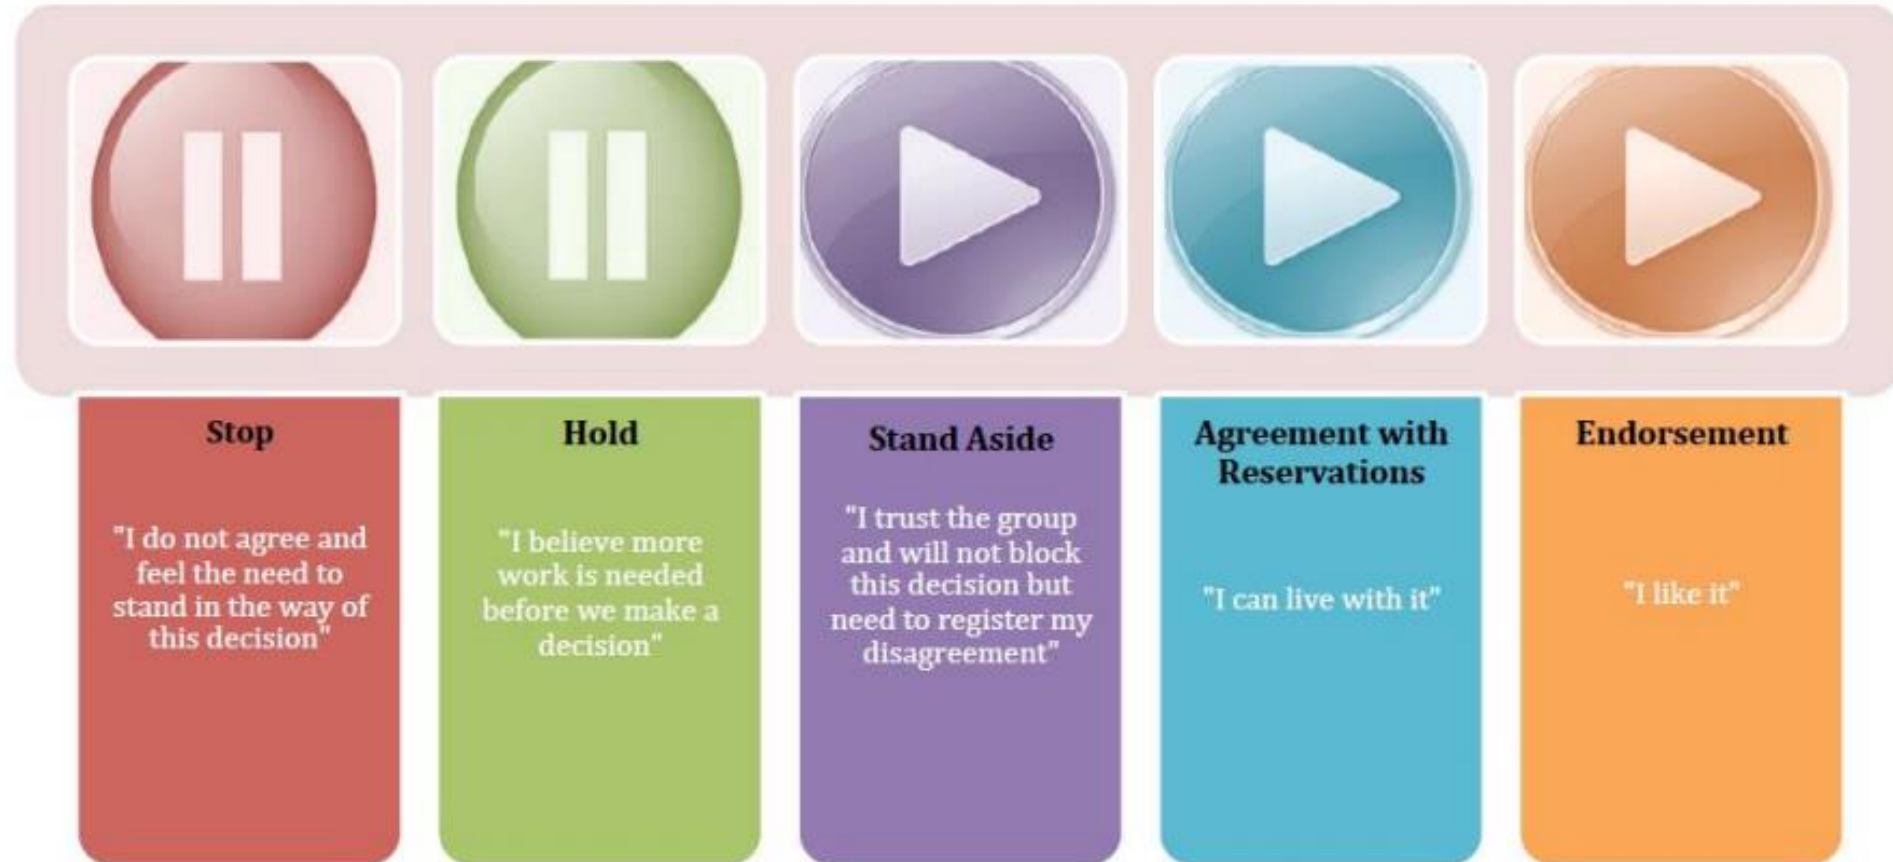 Stop
"I do not agree and
feel the need to
stand in the way of
this decision"
Hold
"I believe more
work is needed
before we make a
decision"
Stand Aside
"I trust the group
and will not block
this decision but
need to register my
disagreement"
Agreement with
Reservations
"I can live with it"
Endorsement
"I like it"